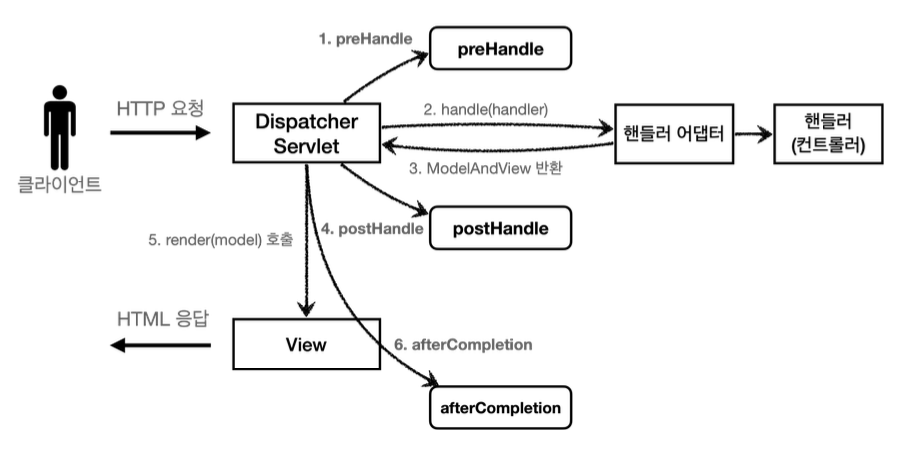 1. preHandle
preHandle
HTTP 요청
클라이언트
Dispatcher
Servlet
2. handle(handler)
3. ModelAndView 반환
핸들러 어댑터
핸들러
(컨트롤러)
4. postHandle
postHandle
5. render(model) 호출
HTML 응답
View
6. afterCompletion
afterCompletion